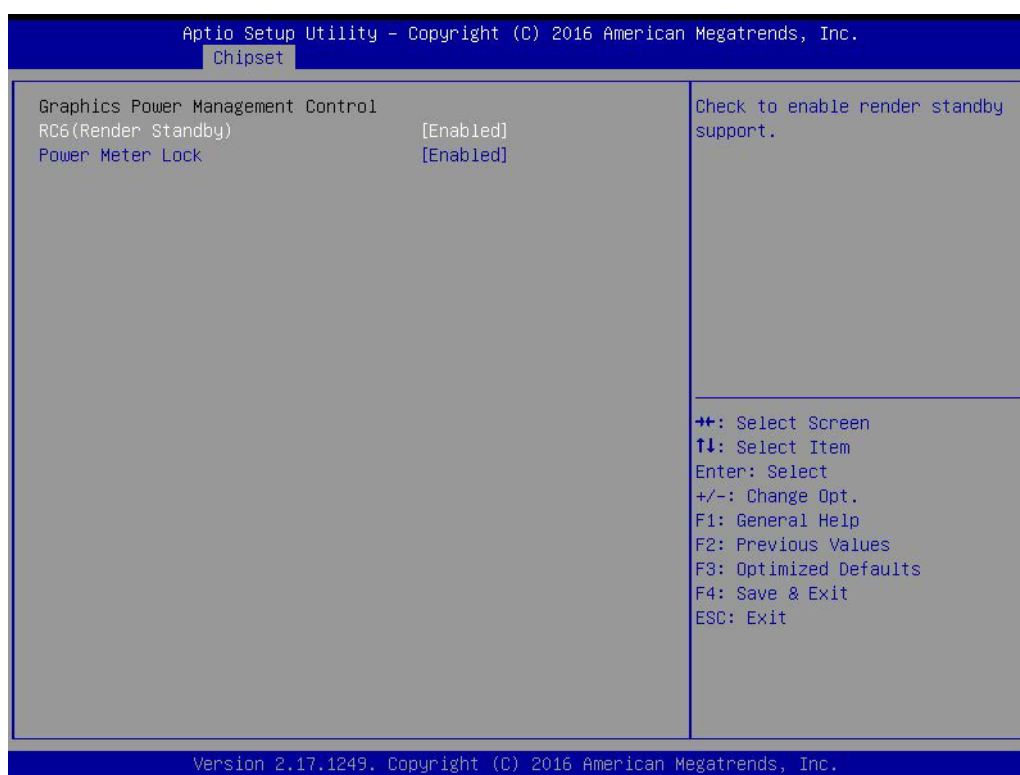 Aptio Setup Utility – Copyright (C) 2016 American Megatrends, Inc.
Chipset
Graphics Power Management Control
RC6(Render Standby) [Enabled]
Power Meter Lock [Enabled]
Check to enable render standby
support.
→←: Select Screen
↑↓: Select Item
Enter: Select
+/-: Change Opt.
F1: General Help
F2: Previous Values
F3: Optimized Defaults
F4: Save & Exit
ESC: Exit
Version 2.17.1249. Copyright (C) 2016 American Megatrends, Inc.